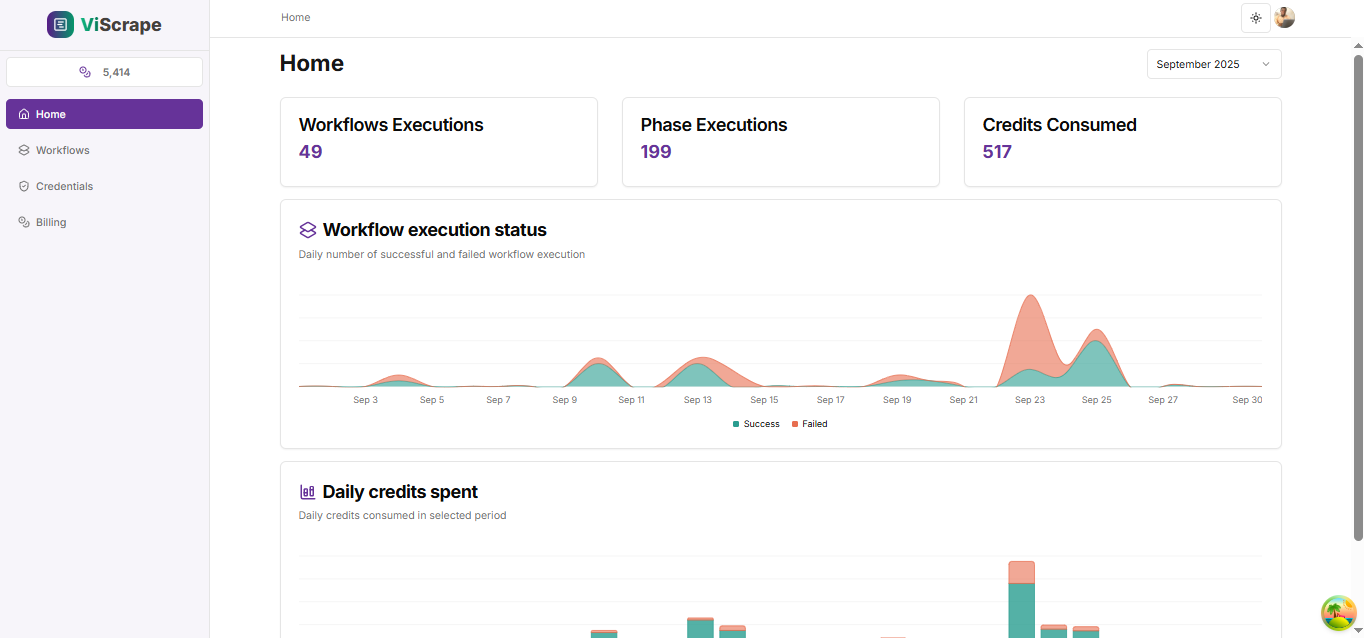 ViScrape
5,414
Home
Workflows
Credentials
Billing
Home
Home
September 2025
Workflows Executions
49
Phase Executions
199
Credits Consumed
517
Workflow execution status
Daily number of successful and failed workflow execution
Sep 3 Sep 5 Sep 7 Sep 9 Sep 11 Sep 13 Sep 15 Sep 17 Sep 19 Sep 21 Sep 23 Sep 25 Sep 27 Sep 30
Success Failed
Daily credits spent
Daily credits consumed in selected period